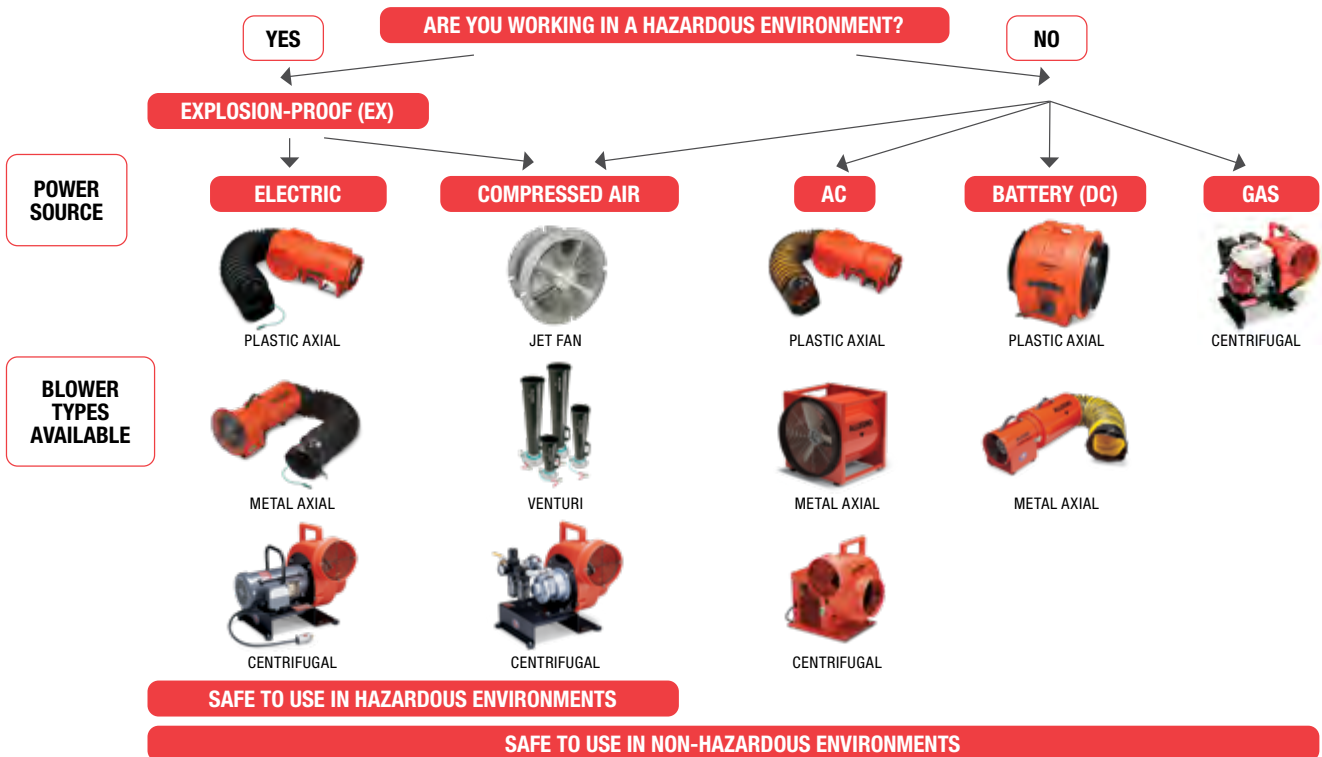 ARE YOU WORKING IN A HAZARDOUS ENVIRONMENT?
YES
NO
EXPLOSION-PROOF (EX)
POWER
SOURCE
ELECTRIC
COMPRESSED AIR
AC
BATTERY (DC)
GAS
PLASTIC AXIAL
JET FAN
PLASTIC AXIAL
PLASTIC AXIAL
CENTRIFUGAL
BLOWER
TYPES
AVAILABLE
ALLEGRO
METAL AXIAL
VENTURI
METAL AXIAL
METAL AXIAL
CENTRIFUGAL
CENTRIFUGAL
CENTRIFUGAL
SAFE TO USE IN HAZARDOUS ENVIRONMENTS
SAFE TO USE IN NON-HAZARDOUS ENVIRONMENTS